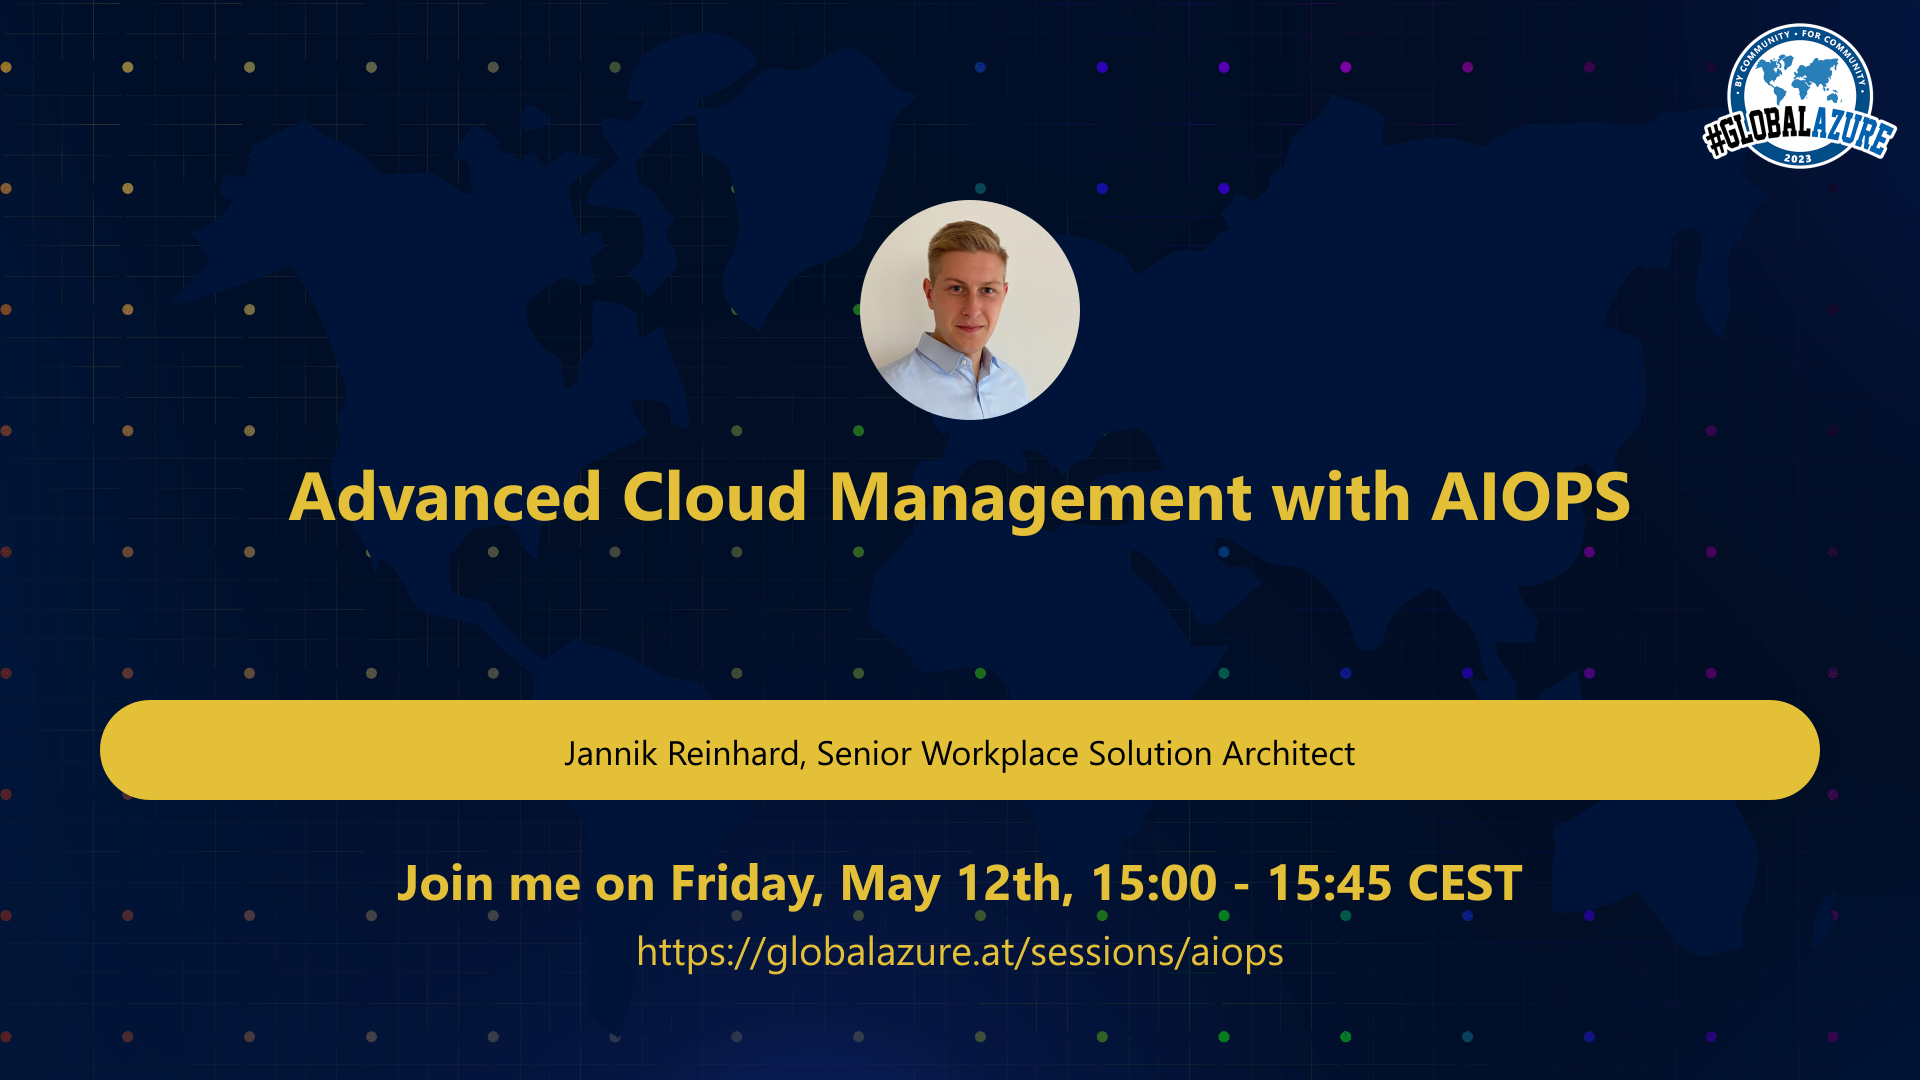 • BY COMMUNITY • FOR COMMUNITY •
#GLOBALAZURE
2023
Advanced Cloud Management with AIOPS
Jannik Reinhard, Senior Workplace Solution Architect
Join me on Friday, May 12th, 15:00 - 15:45 CEST
https://globalazure.at/sessions/aiops